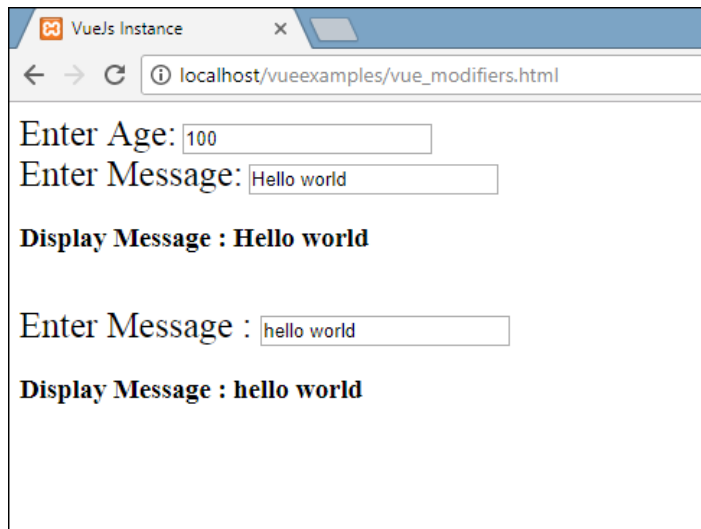 VueJs Instance
localhost/vueexamples/vue_modifiers.html
Enter Age: 100
Enter Message: Hello world
Display Message : Hello world
Enter Message : hello world
Display Message : hello world